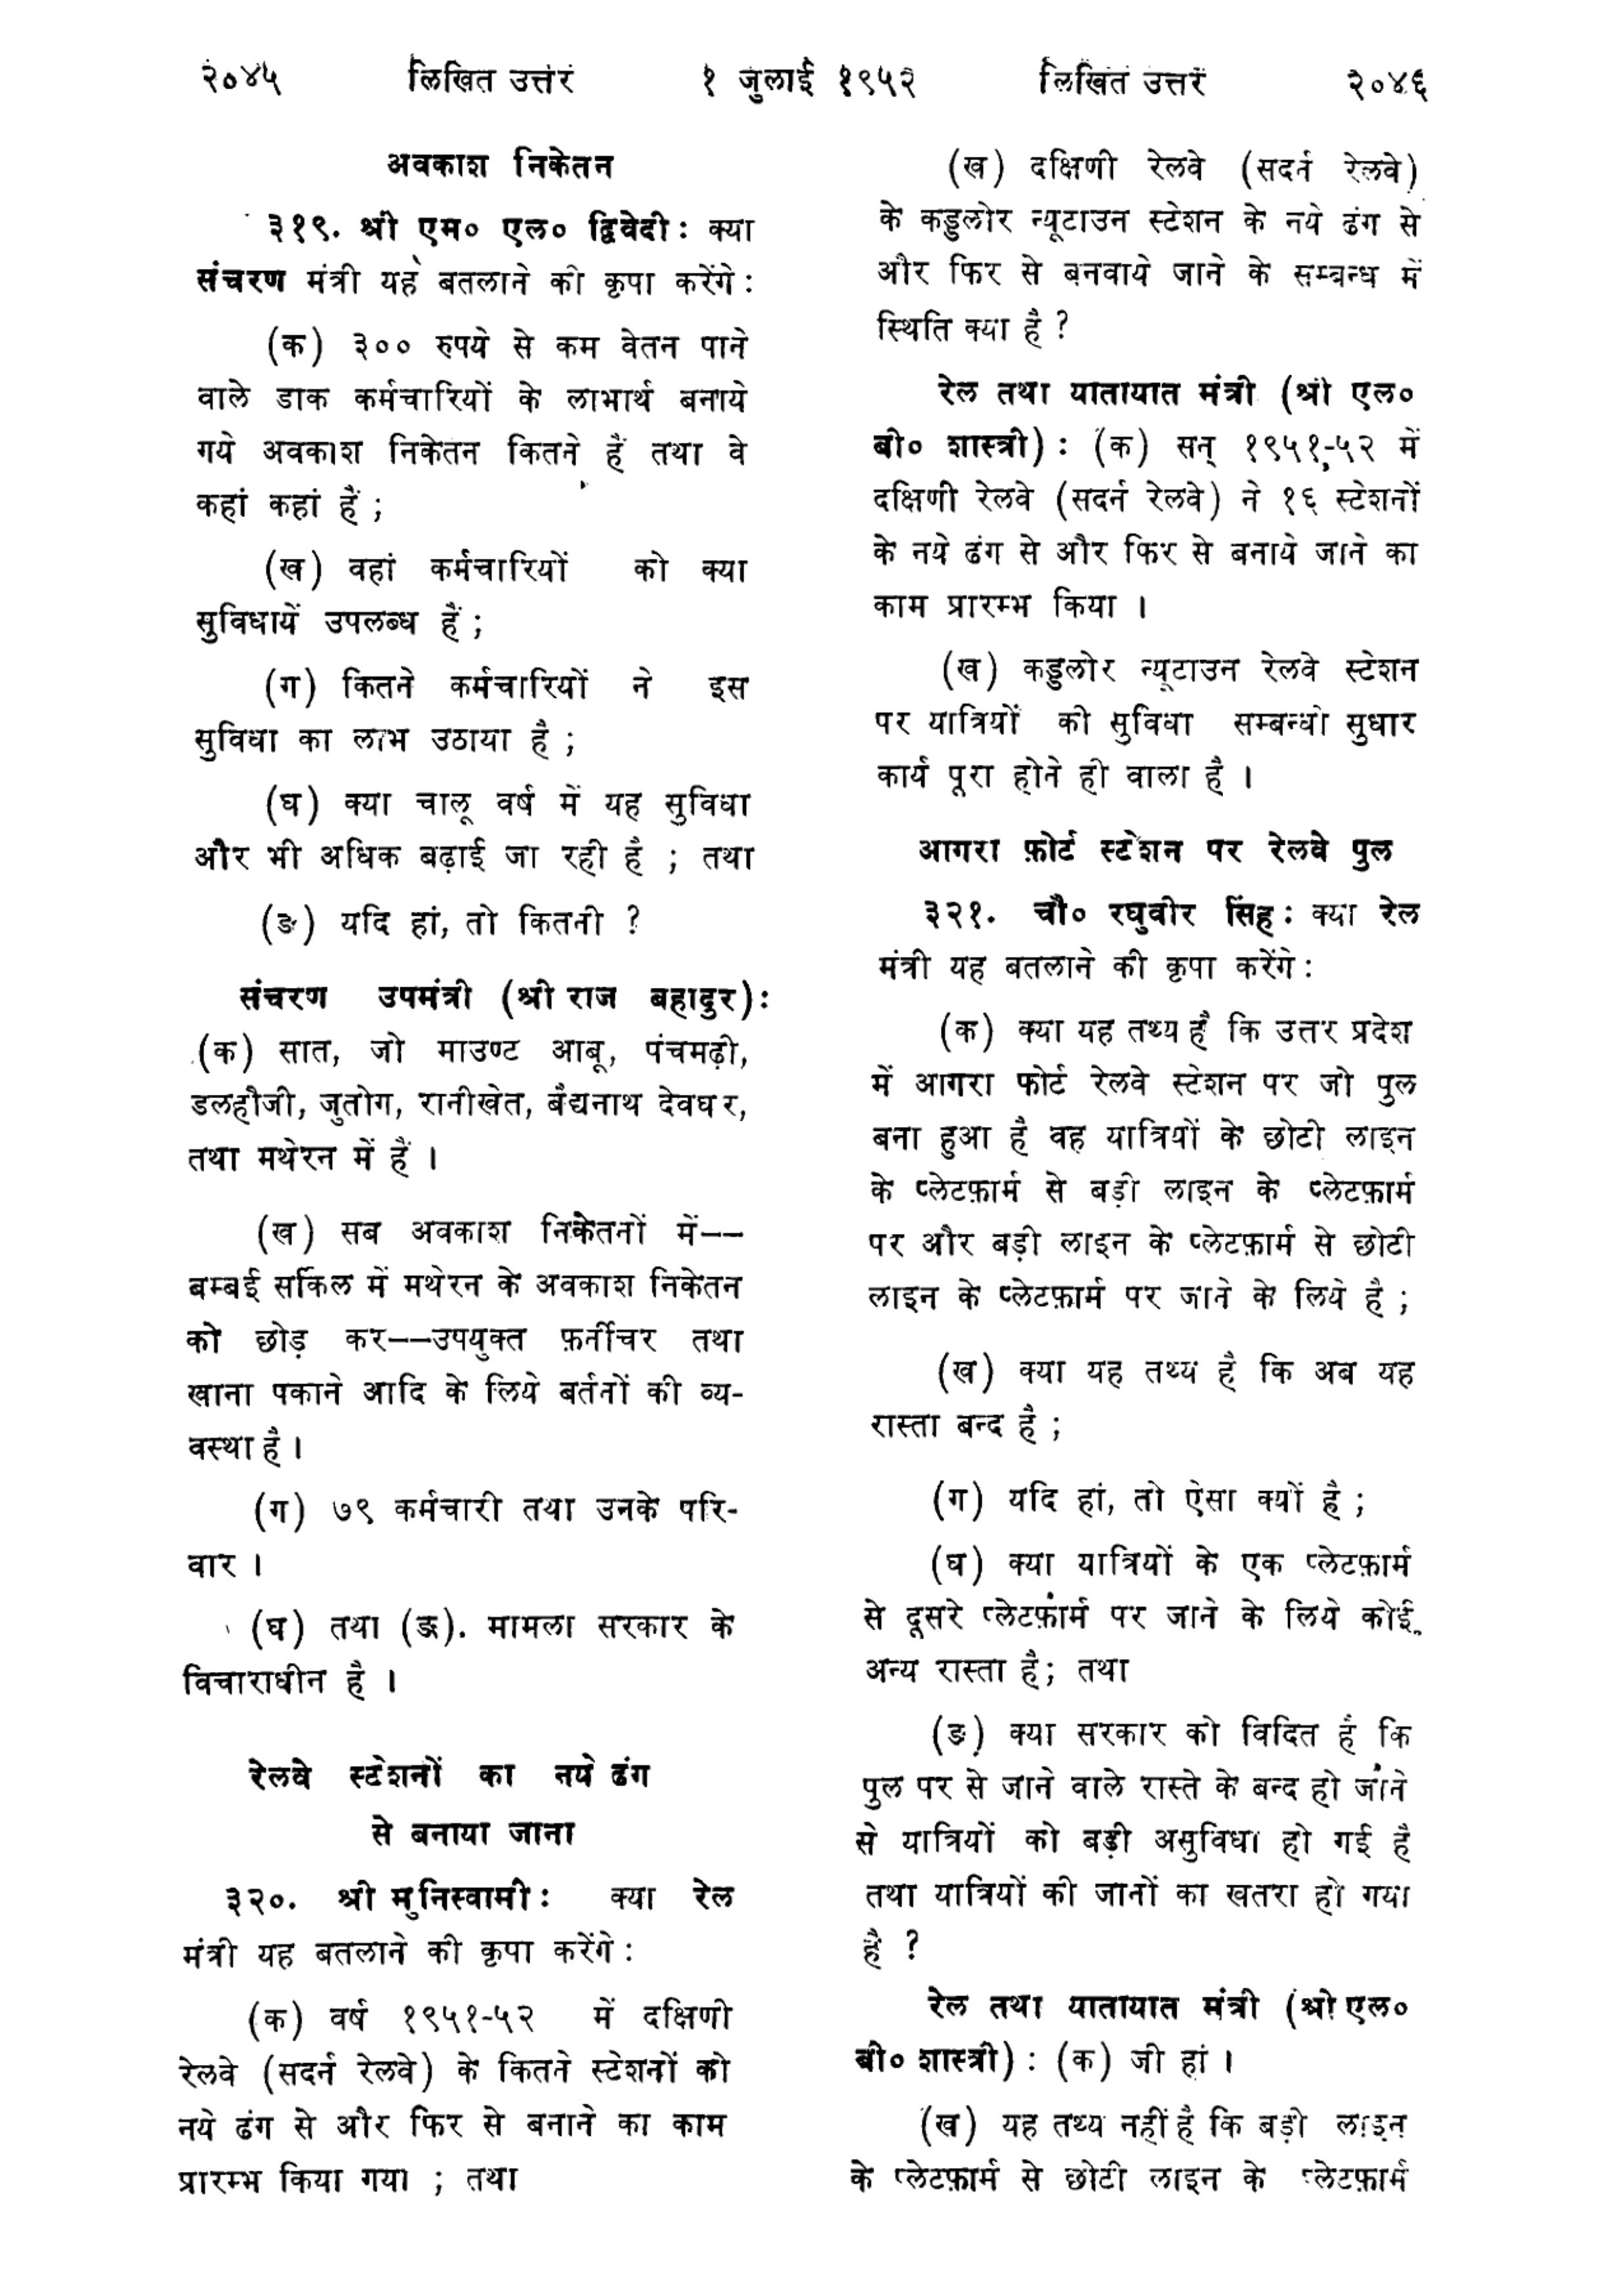 २०४५ लिखित उत्तर १ जुलाई १९५२ लिखित उत्तर २०४६
अवकाश निकेतन
३१९. श्री एम० एल० द्विवेदी : क्या
संचरण मंत्री यह बतलाने की कृपा करेंगे :
(क) ३०० रुपये से कम वेतन पाने
वाले डाक कर्मचारियों के लाभार्थ बनाये
गये अवकाश निकेतन कितने हैं तथा वे
कहां कहां हैं ;
(ख) वहां कर्मचारियों को क्या
सुविधायें उपलब्ध हैं ;
(ग) कितने कर्मचारियों ने इस
सुविधा का लाभ उठाया है ;
(घ) क्या चालू वर्ष में यह सुविधा
और भी अधिक बढ़ाई जा रही है ; तथा
(ङ) यदि हां, तो कितनी ?
संचरण उपमंत्री (श्री राज बहादुर) :
(क) सात, जो माउण्ट आबू, पंचमढ़ी,
डलहौजी, जुतोग, रानीखेत, बैद्यनाथ देवघर,
तथा मथेरन में हैं ।
(ख) सब अवकाश निकेतनों में--
बम्बई सर्किल में मथेरन के अवकाश निकेतन
को छोड़ कर--उपयुक्त फ़र्नीचर तथा
खाना पकाने आदि के लिये बर्तनों की व्य-
वस्था है ।
(ग) ७९ कर्मचारी तथा उनके परि-
वार ।
(घ) तथा (ङ). मामला सरकार के
विचाराधीन है ।
रेलवे स्टेशनों का नये ढंग
से बनाया जाना
३२०. श्री मुनिस्वामी : क्या रेल
मंत्री यह बतलाने की कृपा करेंगे :
(क) वर्ष १९५१-५२ में दक्षिणी
रेलवे (सदर्न रेलवे) के कितने स्टेशनों को
नये ढंग से और फिर से बनाने का काम
प्रारम्भ किया गया ; तथा
(ख) दक्षिणी रेलवे (सदर्न रेलवे)
के कड्डलोर न्यूटाउन स्टेशन के नये ढंग से
और फिर से बनवाये जाने के सम्बन्ध में
स्थिति क्या है ?
रेल तथा यातायात मंत्री (श्री एल०
बी० शास्त्री) : (क) सन् १९५१-५२ में
दक्षिणी रेलवे (सदर्न रेलवे) ने १६ स्टेशनों
के नये ढंग से और फिर से बनाये जाने का
काम प्रारम्भ किया ।
(ख) कड्डलोर न्यूटाउन रेलवे स्टेशन
पर यात्रियों की सुविधा सम्बन्धी सुधार
कार्य पूरा होने ही वाला है ।
आगरा फ़ोर्ट स्टेशन पर रेलवे पुल
३२१. चौ० रघुवीर सिंह : क्या रेल
मंत्री यह बतलाने की कृपा करेंगे :
(क) क्या यह तथ्य है कि उत्तर प्रदेश
में आगरा फोर्ट रेलवे स्टेशन पर जो पुल
बना हुआ है वह यात्रियों के छोटी लाइन
के प्लेटफ़ार्म से बड़ी लाइन के प्लेटफ़ार्म
पर और बड़ी लाइन के प्लेटफ़ार्म से छोटी
लाइन के प्लेटफ़ार्म पर जाने के लिये है ;
(ख) क्या यह तथ्य है कि अब यह
रास्ता बन्द है ;
(ग) यदि हां, तो ऐसा क्यों है ;
(घ) क्या यात्रियों के एक प्लेटफ़ार्म
से दूसरे प्लेटफ़ार्म पर जाने के लिये कोई
अन्य रास्ता है; तथा
(ङ) क्या सरकार को विदित है कि
पुल पर से जाने वाले रास्ते के बन्द हो जाने
से यात्रियों को बड़ी असुविधा हो गई है
तथा यात्रियों की जानों का खतरा हो गया
है ?
रेल तथा यातायात मंत्री (श्री एल०
बी० शास्त्री) : (क) जी हां ।
(ख) यह तथ्य नहीं है कि बड़ी लाइन
के प्लेटफ़ार्म से छोटी लाइन के प्लेटफ़ार्म